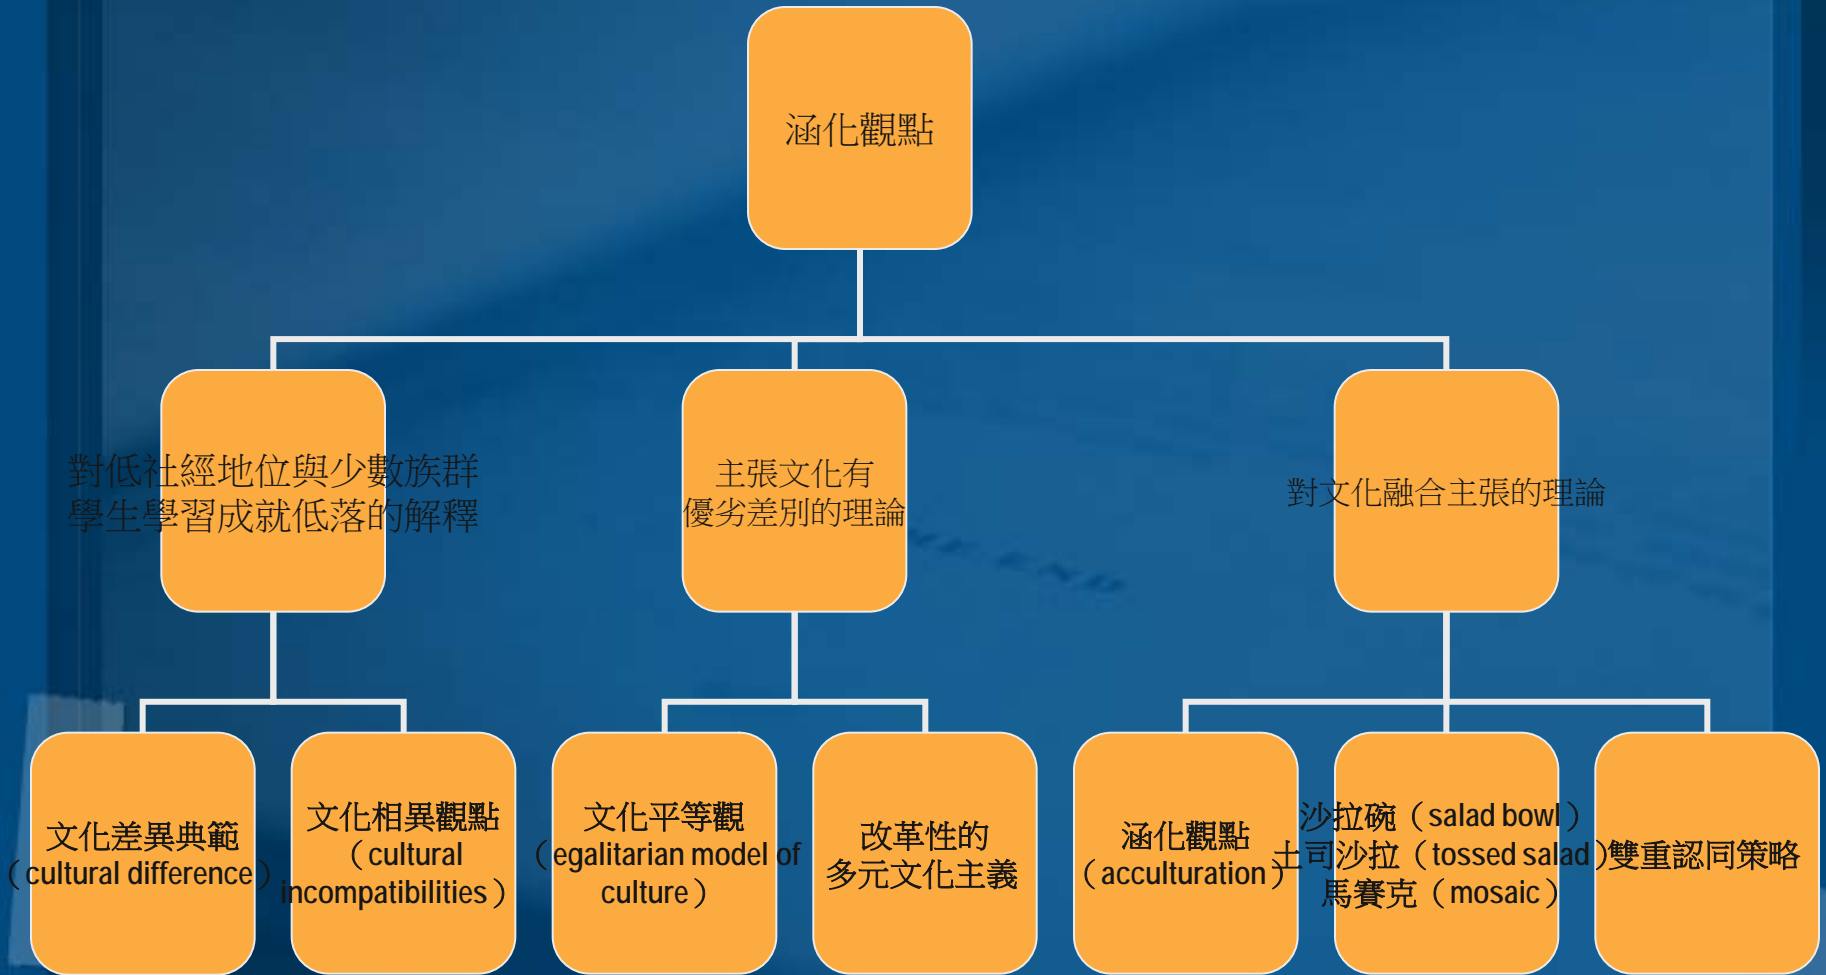 涵化觀點
對低社經地位與少數族群
學生學習成就低落的解釋
主張文化有
優劣差別的理論
對文化融合主張的理論
文化差異典範
（cultural difference）
文化相異觀點
（cultural
incompatibilities）
文化平等觀
（egalitarian model of
culture）
改革性的
多元文化主義
涵化觀點
（acculturation）
沙拉碗（salad bowl）
土司沙拉（tossed salad）
馬賽克（mosaic）
雙重認同策略